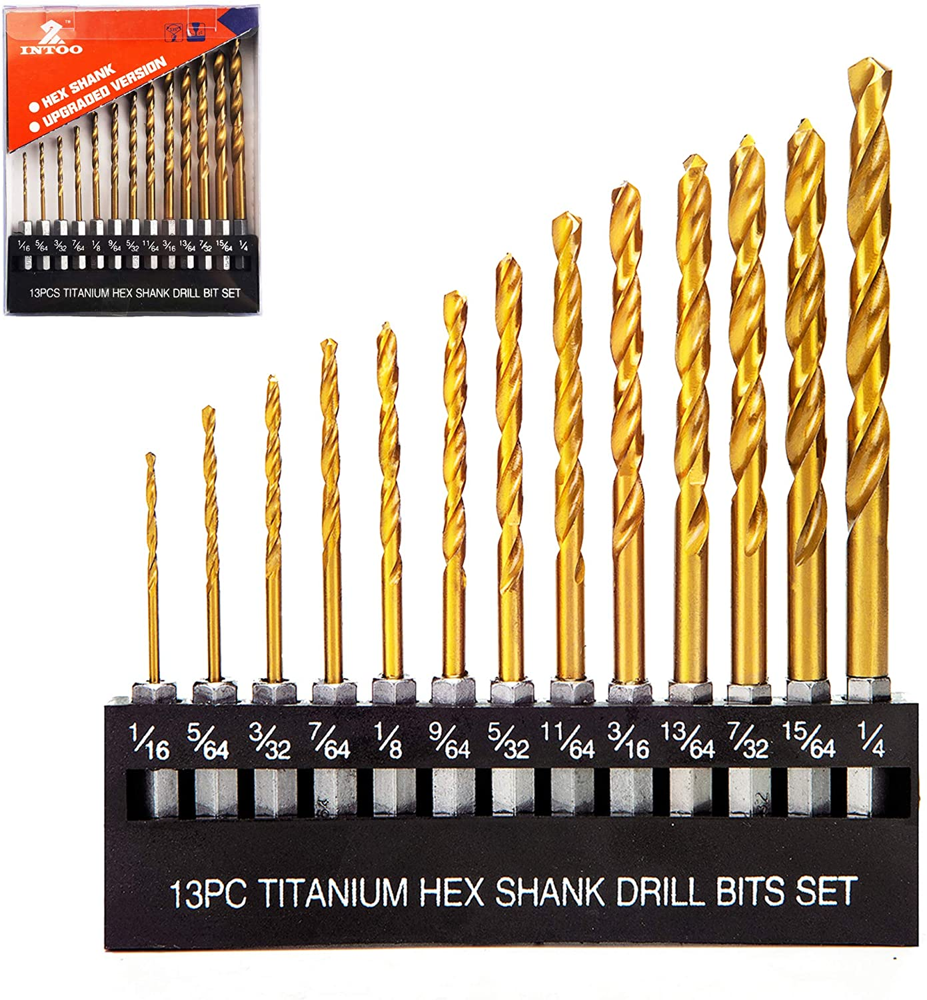 2™
INTOO
● HEX SHANK
● UPGRADED VERSION
1/16 5/64 3/32 7/64 1/8 9/64 5/32 11/64 3/16 13/64 7/32 15/64 1/4
13PCS TITANIUM HEX SHANK DRILL BIT SET
1/16 5/64 3/32 7/64 1/8 9/64 5/32 11/64 3/16 13/64 7/32 15/64 1/4
13PC TITANIUM HEX SHANK DRILL BITS SET